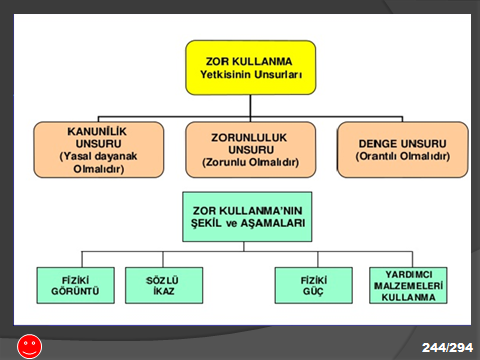 ZOR KULLANMA
Yetkisinin Unsurları
KANUNİLİK
UNSURU
(Yasal dayanak
Olmalıdır)
ZORUNLULUK
UNSURU
(Zorunlu Olmalıdır)
DENGE UNSURU
(Orantılı Olmalıdır)
ZOR KULLANMA'NIN
ŞEKİL ve AŞAMALARI
FİZİKİ
GÖRÜNTÜ
SÖZLÜ
İKAZ
FİZİKİ
GÜÇ
YARDIMCI
MALZEMELERİ
KULLANMA
244/294